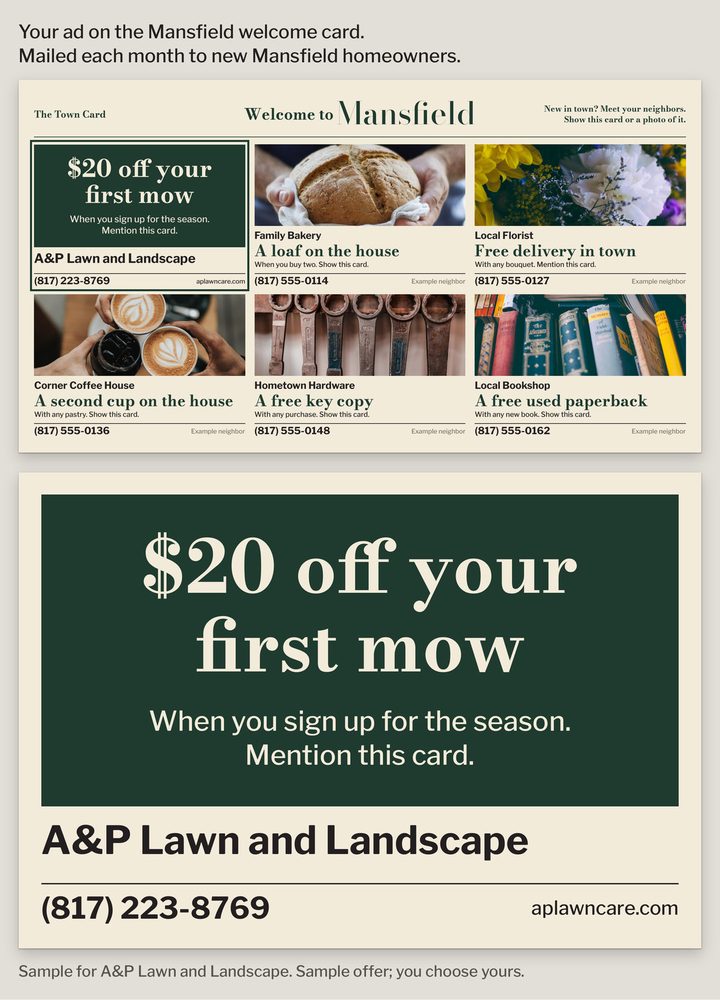 Your ad on the Mansfield welcome card.
Mailed each month to new Mansfield homeowners.
The Town Card
Welcome to Mansfield
New in town? Meet your neighbors.
Show this card or a photo of it.
$20 off your
first mow
When you sign up for the season.
Mention this card.
A&P Lawn and Landscape
(817) 223-8769
aplawncare.com
Family Bakery
A loaf on the house
When you buy two. Show this card.
(817) 555-0114
Example neighbor
Local Florist
Free delivery in town
With any bouquet. Mention this card.
(817) 555-0127
Example neighbor
Corner Coffee House
A second cup on the house
With any pastry. Show this card.
(817) 555-0136
Example neighbor
Hometown Hardware
A free key copy
With any purchase. Show this card.
(817) 555-0148
Example neighbor
Local Bookshop
A free used paperback
With any new book. Show this card.
(817) 555-0162
Example neighbor
$20 off your
first mow
When you sign up for the season.
Mention this card.
A&P Lawn and Landscape
(817) 223-8769
aplawncare.com
Sample for A&P Lawn and Landscape. Sample offer; you choose yours.